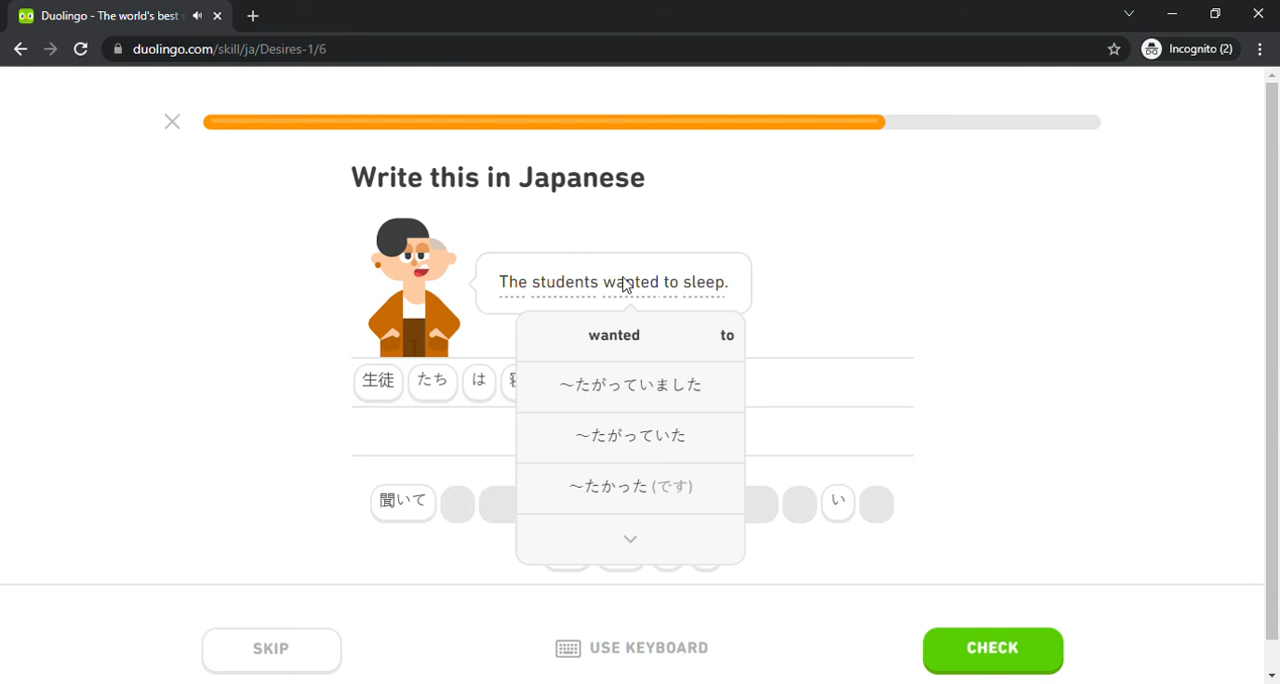 Duolingo - The world's best
duolingo.com/skill/ja/Desires-1/6
Incognito (2)
Write this in Japanese
The students wanted to sleep.
wanted to
～たがっていました
～たがっていた
～たかった (です)
生徒 たち は
聞いて い
SKIP
USE KEYBOARD
CHECK